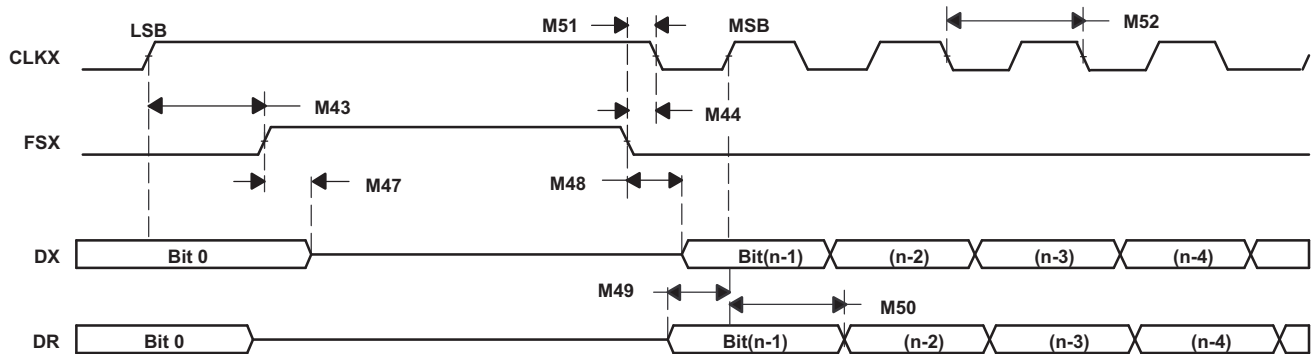 LSB M51 MSB M52
CLKX
M43 M44
FSX
M47 M48
DX Bit 0 Bit(n-1) (n-2) (n-3) (n-4)
M49 M50
DR Bit 0 Bit(n-1) (n-2) (n-3) (n-4)